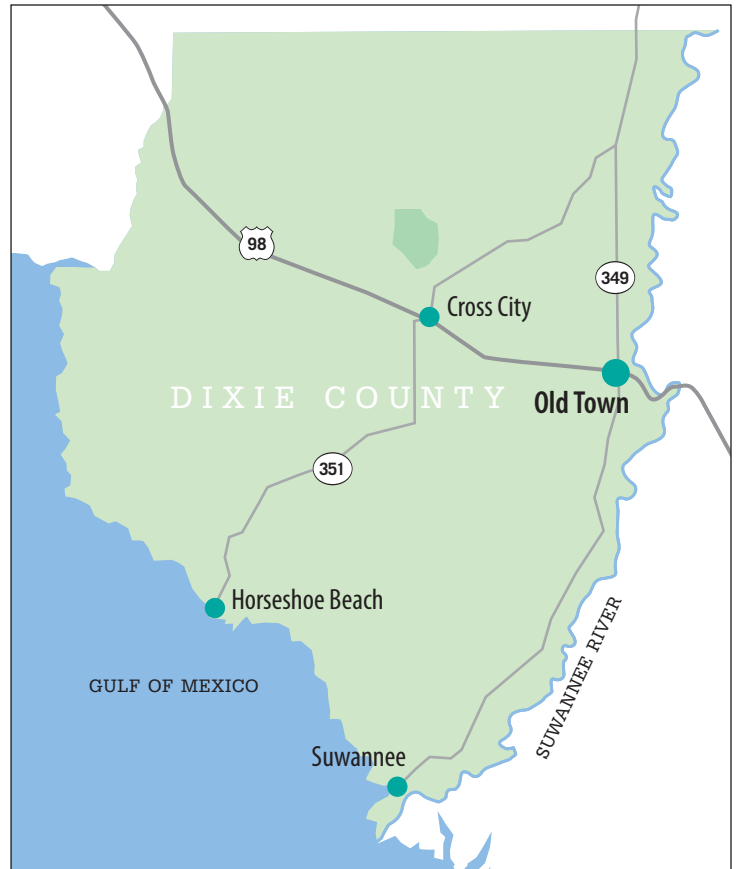 98
349
Cross City
DIXIE COUNTY
Old Town
351
Horseshoe Beach
GULF OF MEXICO
SUWANNEE RIVER
Suwannee